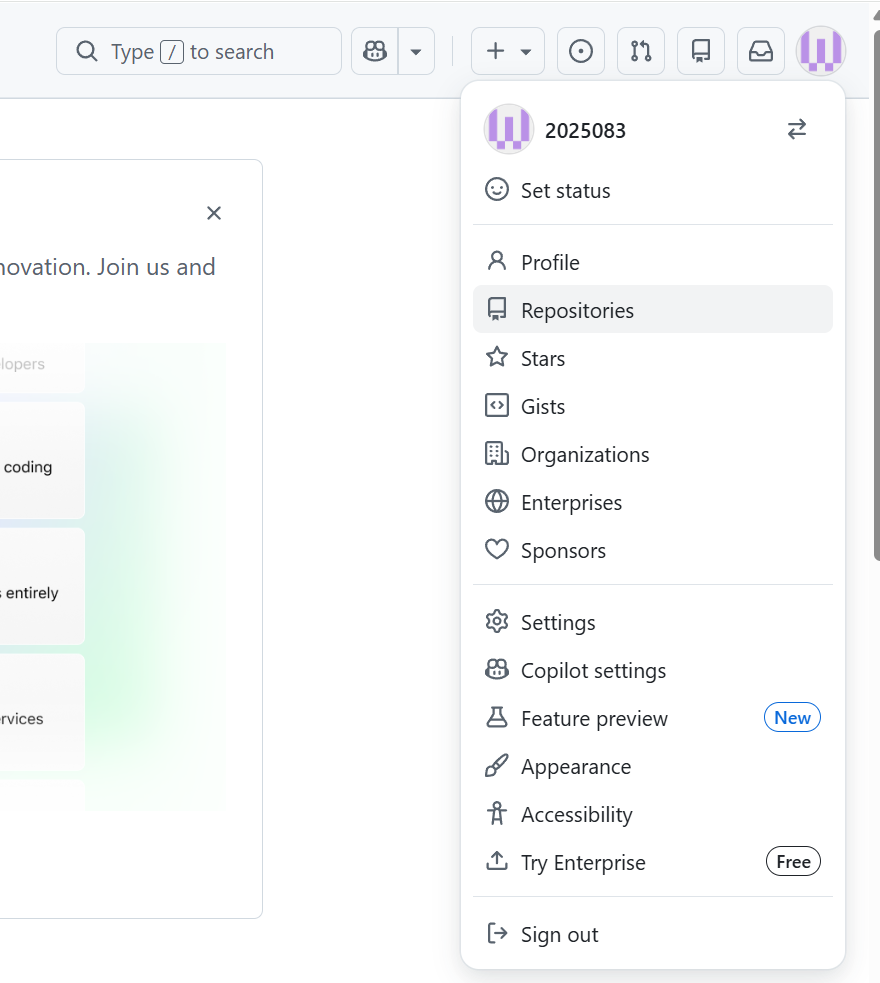 Type / to search
2025083
Set status
novation. Join us and
Profile
Repositories
lopers
Stars
Gists
coding
Organizations
Enterprises
Sponsors
s entirely
Settings
Copilot settings
rvices
Feature preview New
Appearance
Accessibility
Try Enterprise Free
Sign out